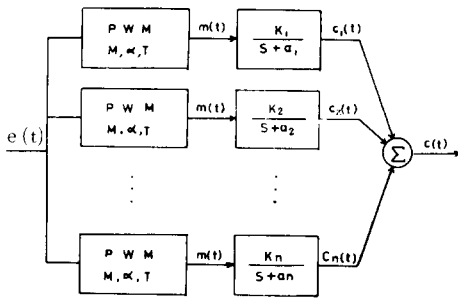 P W M
M, α, T
m(t)
K1
S + a1
c1(t)
P W M
M. α, T
m(t)
K2
S+a2
c2(t)
e (t)
Σ
c(t)
P W M
M, α, T
m(t)
Kn
S+an
Cn(t)